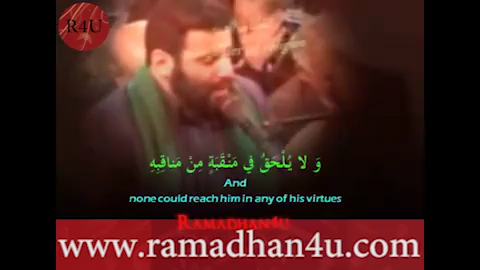 R4U
وَ لا يُلْحَقُ فِي مَنْقَبَةٍ مِنْ مَناقِبِهِ
And
none could reach him in any of his virtues
RAMADHAN4U
www.ramadhan4u.com